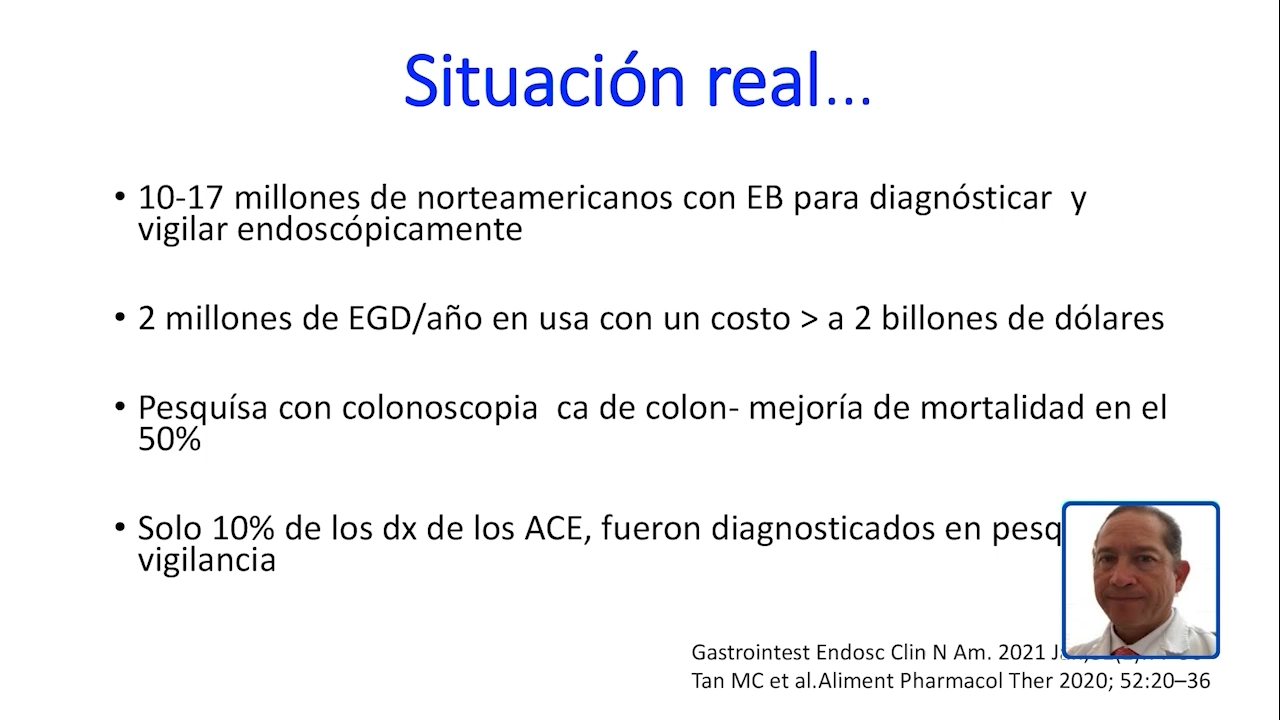 Situación real...
• 10-17 millones de norteamericanos con EB para diagnósticar y
vigilar endoscópicamente
• 2 millones de EGD/año en usa con un costo > a 2 billones de dólares
• Pesquísa con colonoscopia ca de colon- mejoría de mortalidad en el
50%
• Solo 10% de los dx de los ACE, fueron diagnosticados en
vigilancia
Gastrointest Endosc Clin N Am. 2021
Tan MC et al.Aliment Pharmacol Ther 2020; 52:20–36